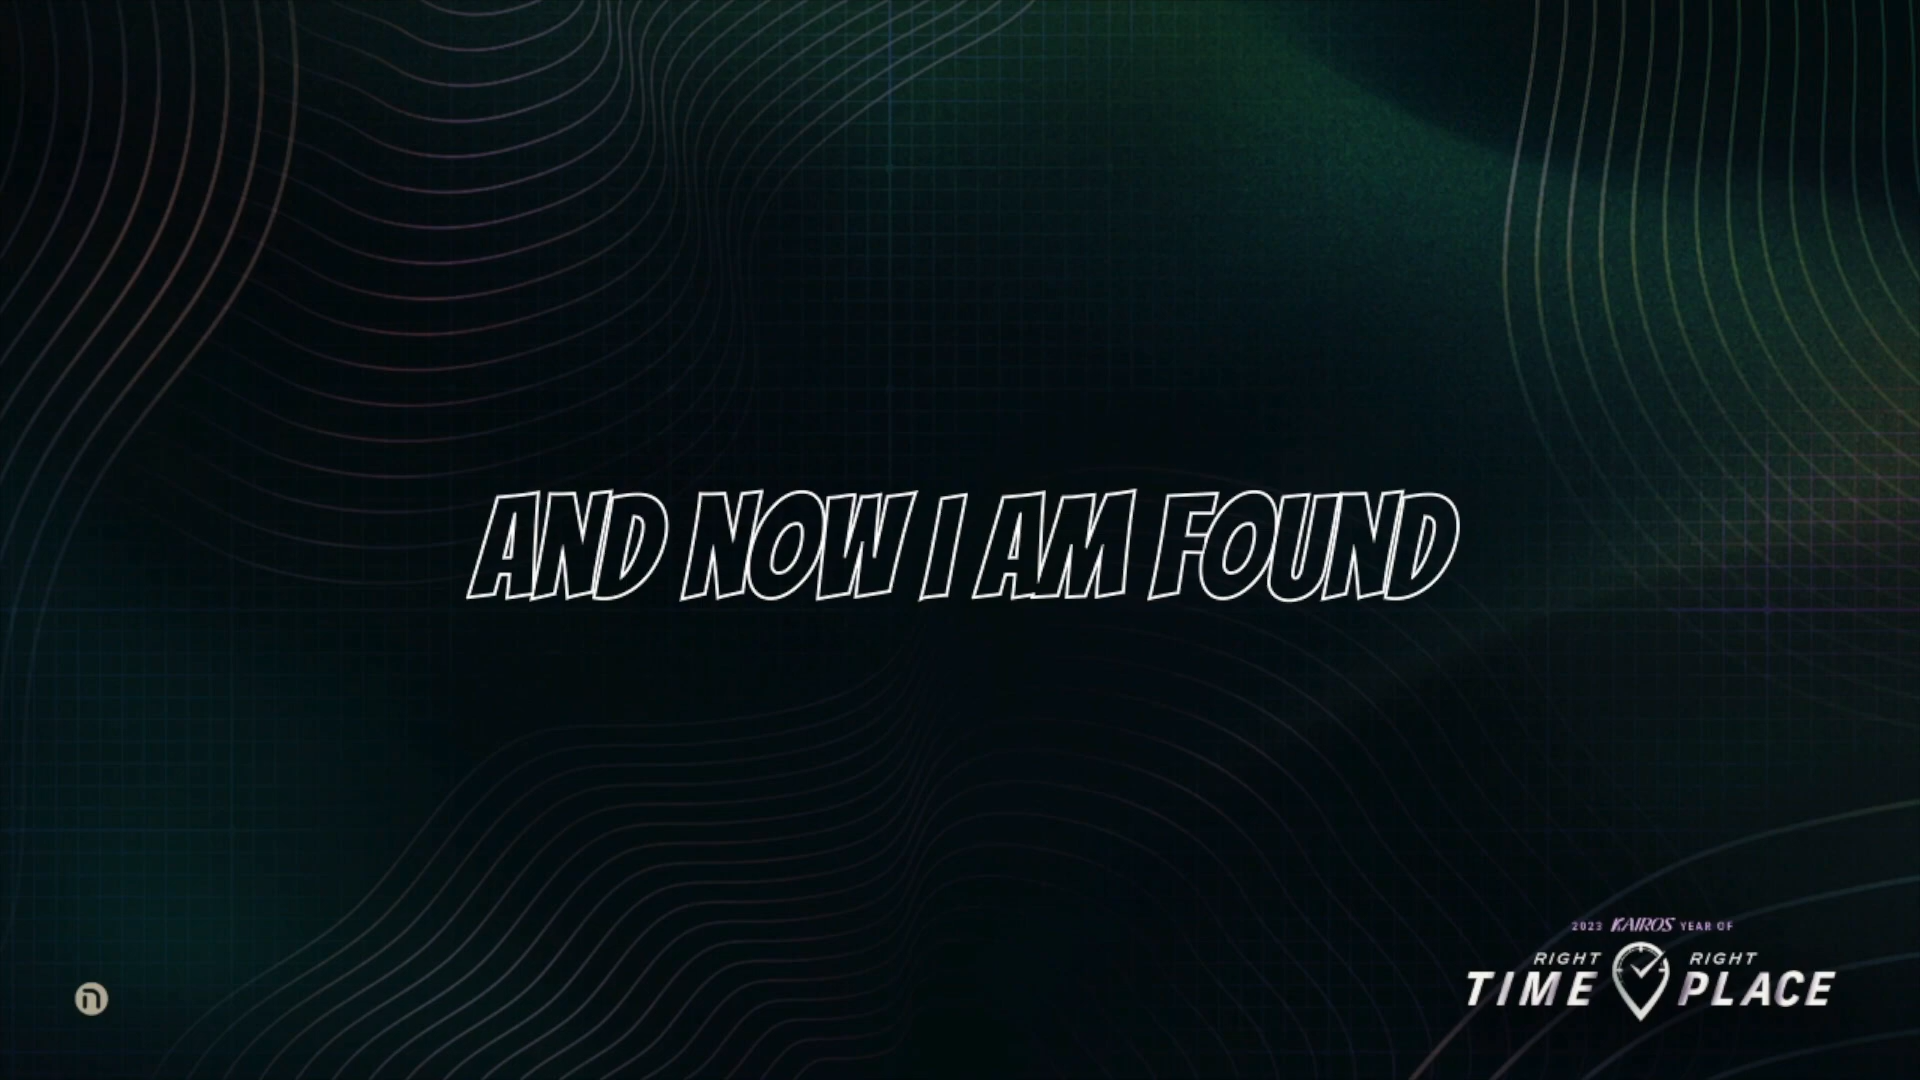 AND NOW I AM FOUND
2023 KAIROS YEAR OF
RIGHT RIGHT
TIME PLACE
n